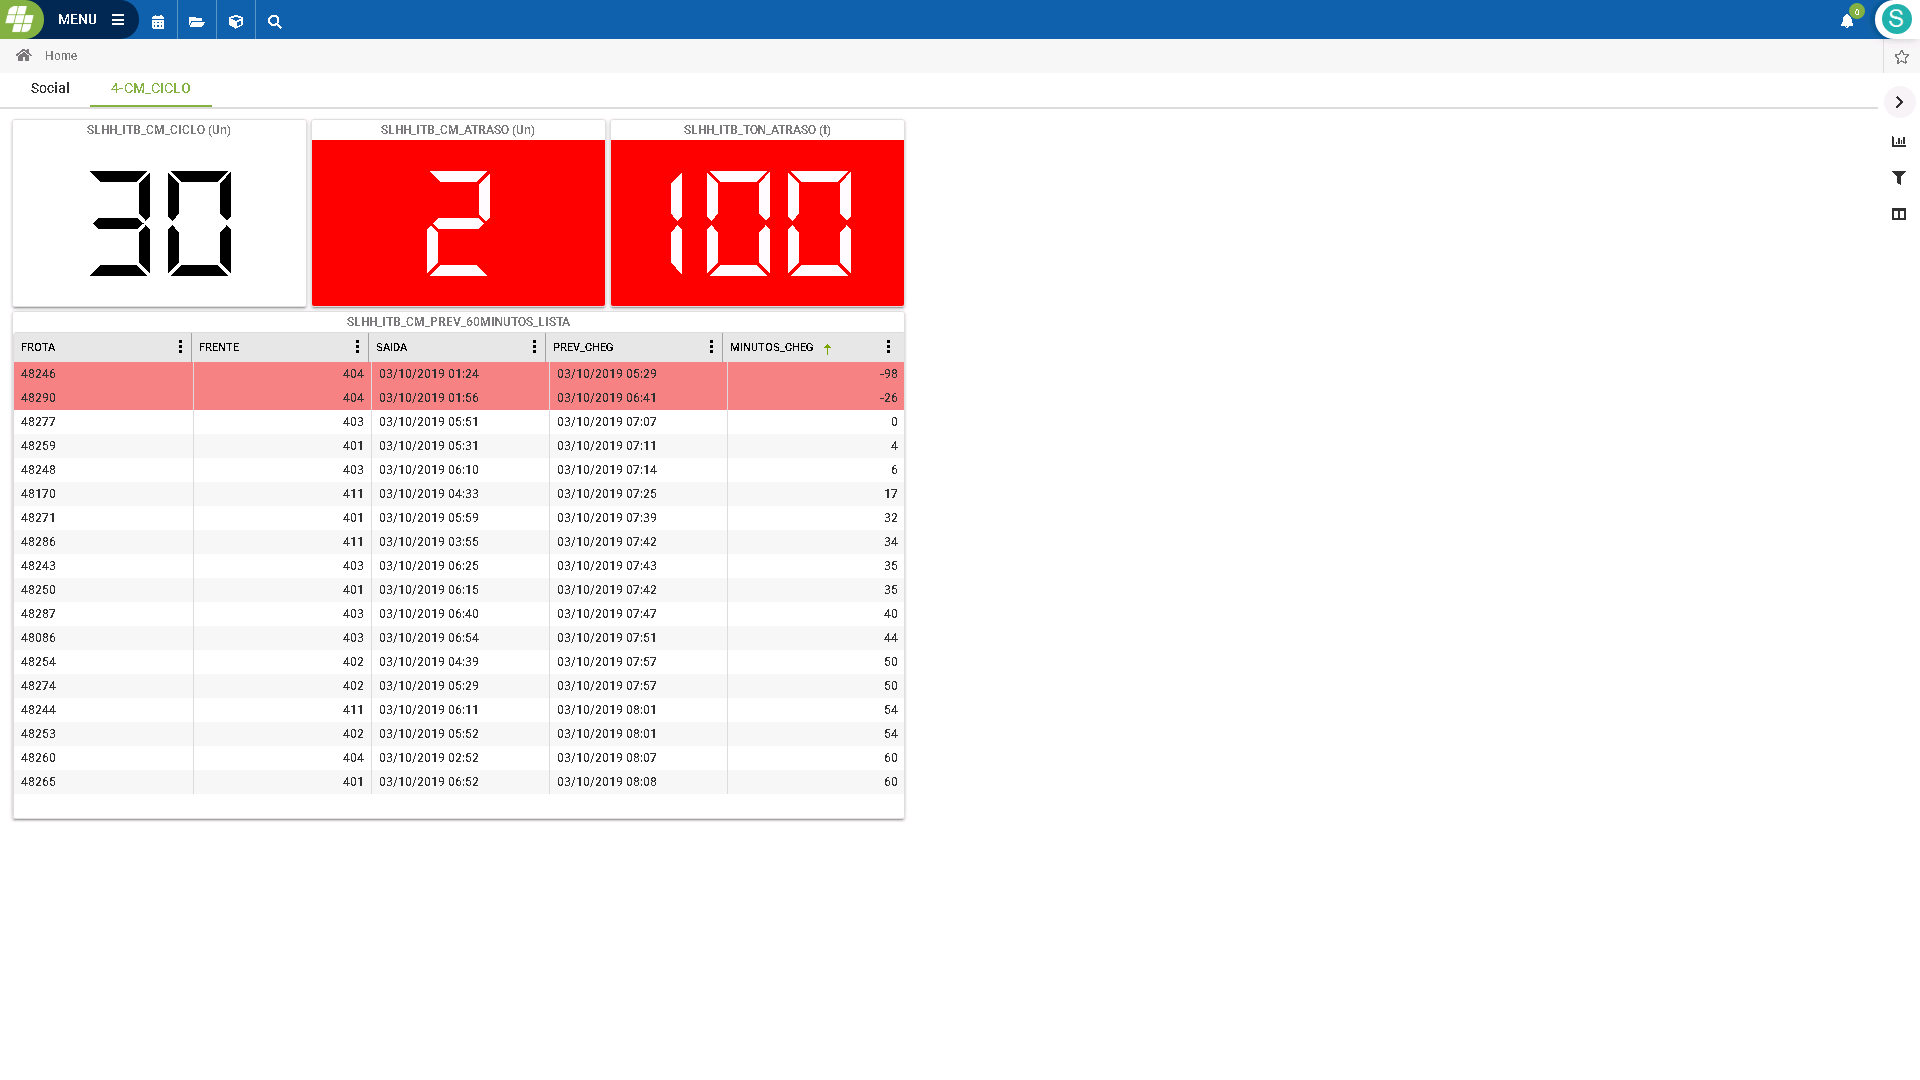 MENU
0
S
Home
Social 4-CM_CICLO
SLHH_ITB_CM_CICLO (Un) SLHH_ITB_CM_ATRASO (Un) SLHH_ITB_TON_ATRASO (t)
30 2 100
SLHH_ITB_CM_PREV_60MINUTOS_LISTA
FROTA FRENTE SAIDA PREV_CHEG MINUTOS_CHEG
48246 404 03/10/2019 01:24 03/10/2019 05:29 -98
48290 404 03/10/2019 01:56 03/10/2019 06:41 -26
48277 403 03/10/2019 05:51 03/10/2019 07:07 0
48259 401 03/10/2019 05:31 03/10/2019 07:11 4
48248 403 03/10/2019 06:10 03/10/2019 07:14 6
48170 411 03/10/2019 04:33 03/10/2019 07:25 17
48271 401 03/10/2019 05:59 03/10/2019 07:39 32
48286 411 03/10/2019 03:55 03/10/2019 07:42 34
48243 403 03/10/2019 06:25 03/10/2019 07:43 35
48250 401 03/10/2019 06:15 03/10/2019 07:42 35
48287 403 03/10/2019 06:40 03/10/2019 07:47 40
48086 403 03/10/2019 06:54 03/10/2019 07:51 44
48254 402 03/10/2019 04:39 03/10/2019 07:57 50
48274 402 03/10/2019 05:29 03/10/2019 07:57 50
48244 411 03/10/2019 06:11 03/10/2019 08:01 54
48253 402 03/10/2019 05:52 03/10/2019 08:01 54
48260 404 03/10/2019 02:52 03/10/2019 08:07 60
48265 401 03/10/2019 06:52 03/10/2019 08:08 60